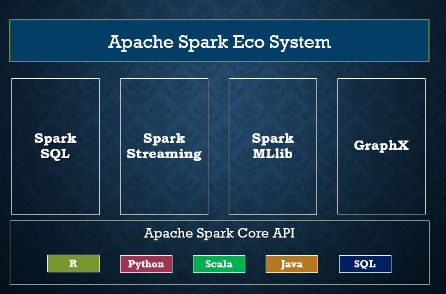 Apache Spark Eco System
Spark
SQL
Spark
Streaming
Spark
MLlib
GraphX
Apache Spark Core API
R
Python
Scala
Java
SQL